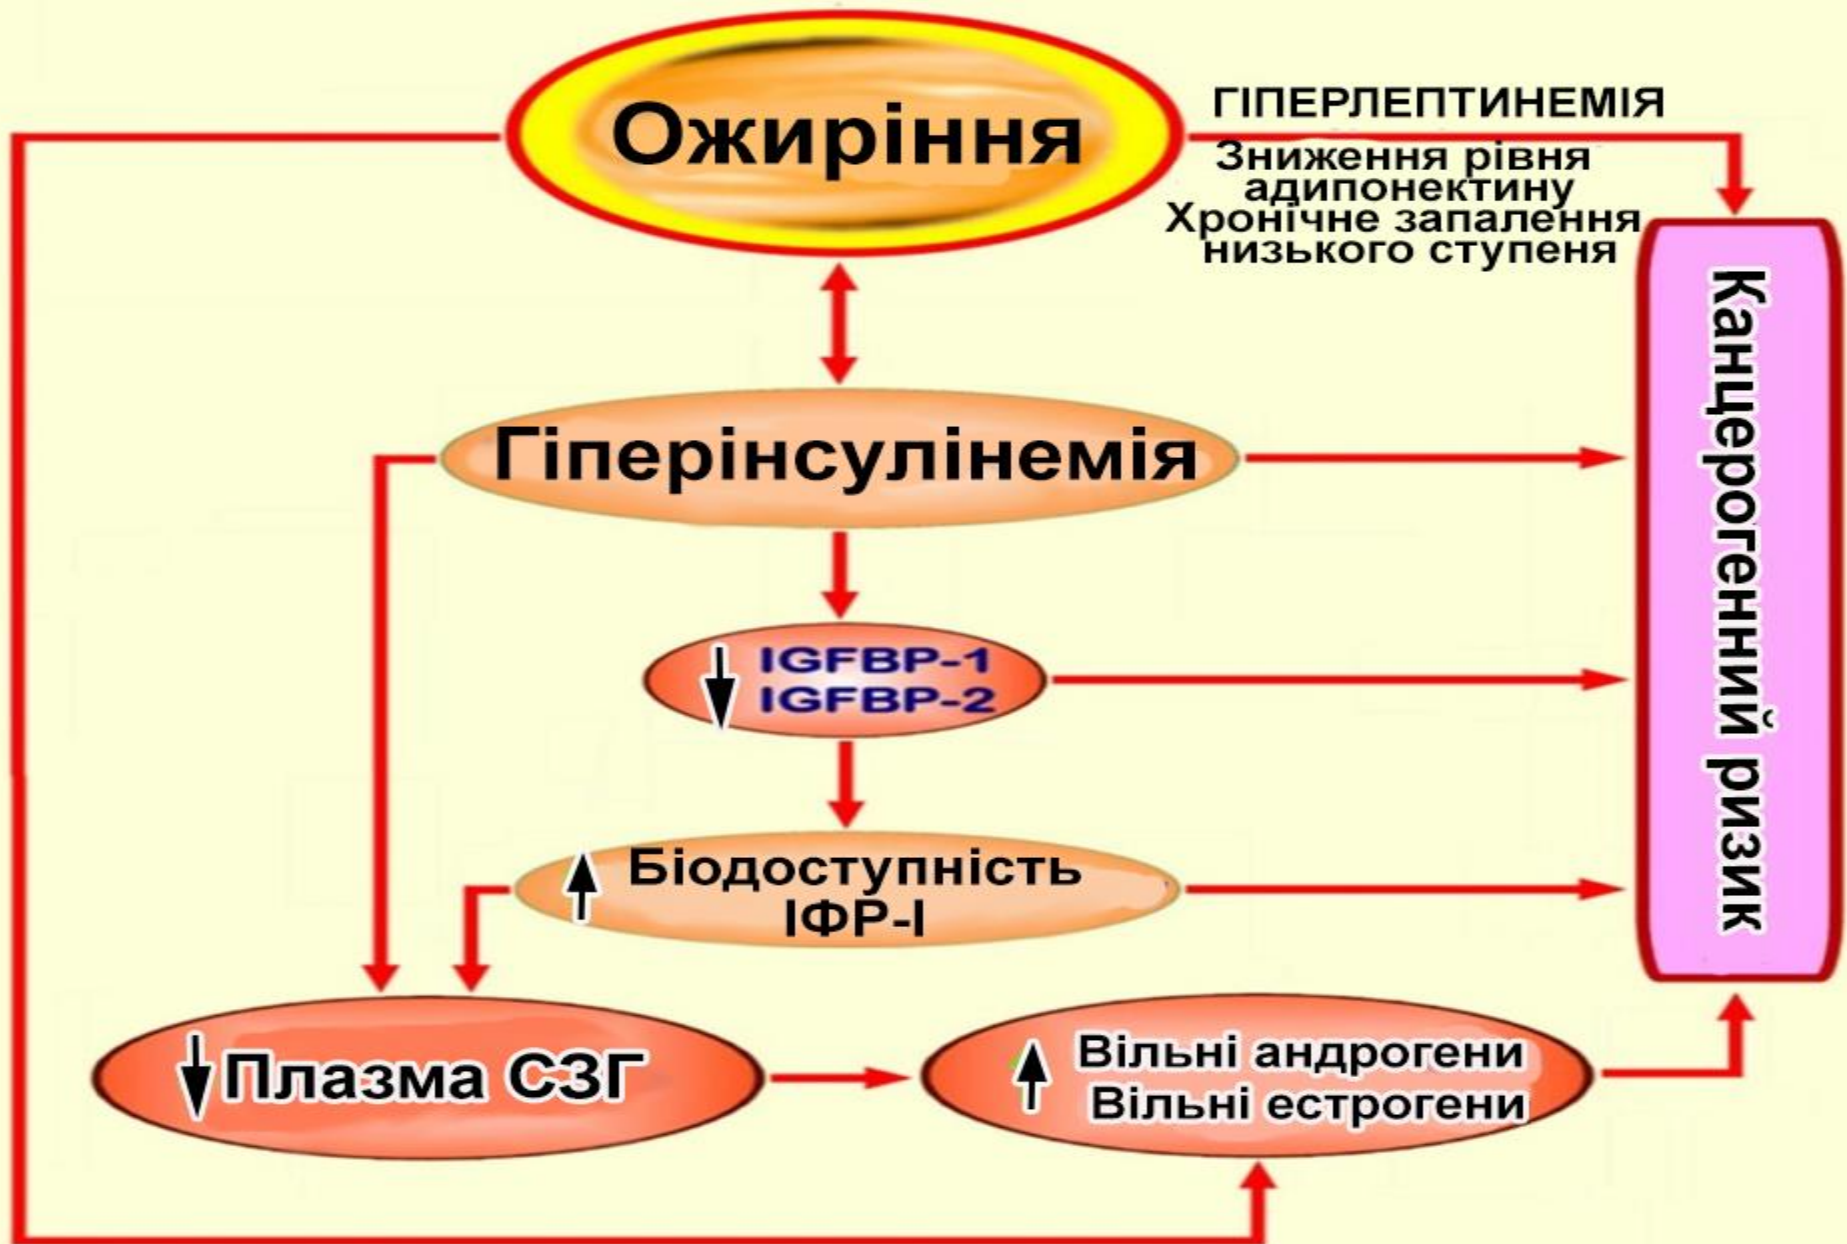 Ожиріння
ГІПЕРЛЕПТИНЕМІЯ
Зниження рівня
адипонектину
Хронічне запалення
низького ступеня
Гіперінсулінемія
IGFBP-1
IGFBP-2
Біодоступність
ІФР-І
Плазма СЗГ
Вільні андрогени
Вільні естрогени
Канцерогенний ризик